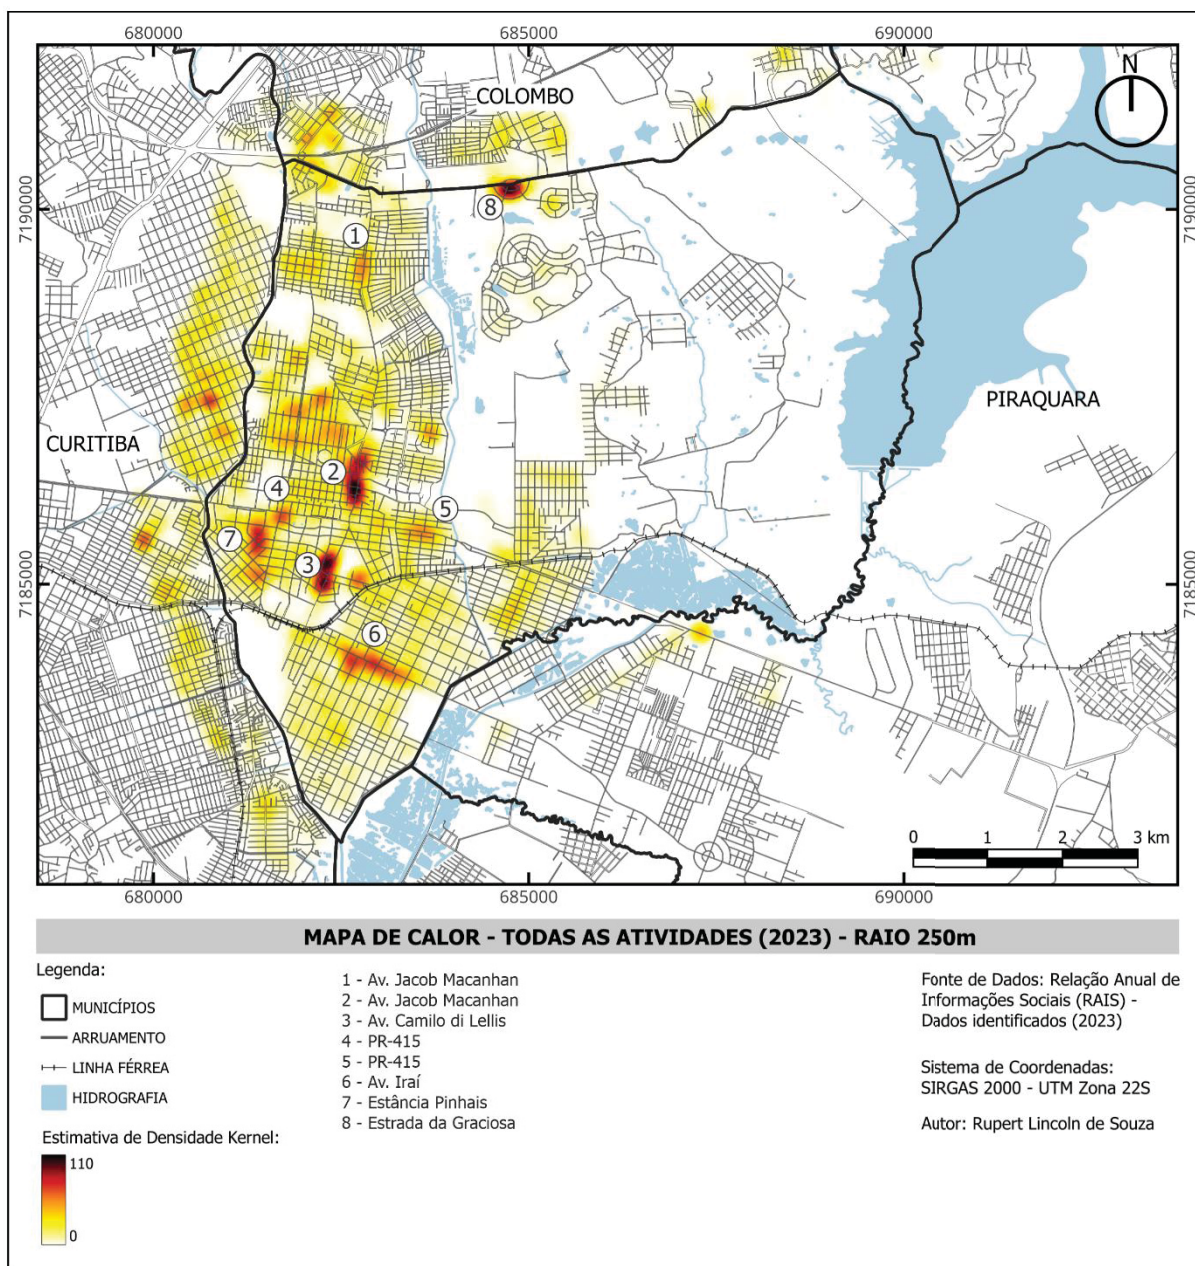 680000
685000
690000
COLOMBO
N
7190000
7190000
8
1
PIRAQUARA
CURITIBA
2
4
5
7
3
7185000
7185000
6
0
1
2
3 km
680000
685000
690000
MAPA DE CALOR - TODAS AS ATIVIDADES (2023) - RAIO 250m
Legenda:
MUNICÍPIOS
ARRUAMENTO
LINHA FÉRREA
HIDROGRAFIA
Estimativa de Densidade Kernel:
110
0
1 - Av. Jacob Macanhan
2 - Av. Jacob Macanhan
3 - Av. Camilo di Lellis
4 - PR-415
5 - PR-415
6 - Av. Iraí
7 - Estância Pinhais
8 - Estrada da Graciosa
Fonte de Dados: Relação Anual de
Informações Sociais (RAIS) -
Dados identificados (2023)
Sistema de Coordenadas:
SIRGAS 2000 - UTM Zona 22S
Autor: Rupert Lincoln de Souza